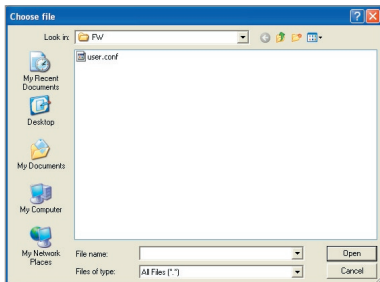 Choose file
Look in: FW
user.conf
My Recent
Documents
Desktop
My Documents
My Computer
My Network
Places
File name:
Files of type: All Files (*.*)
Open
Cancel